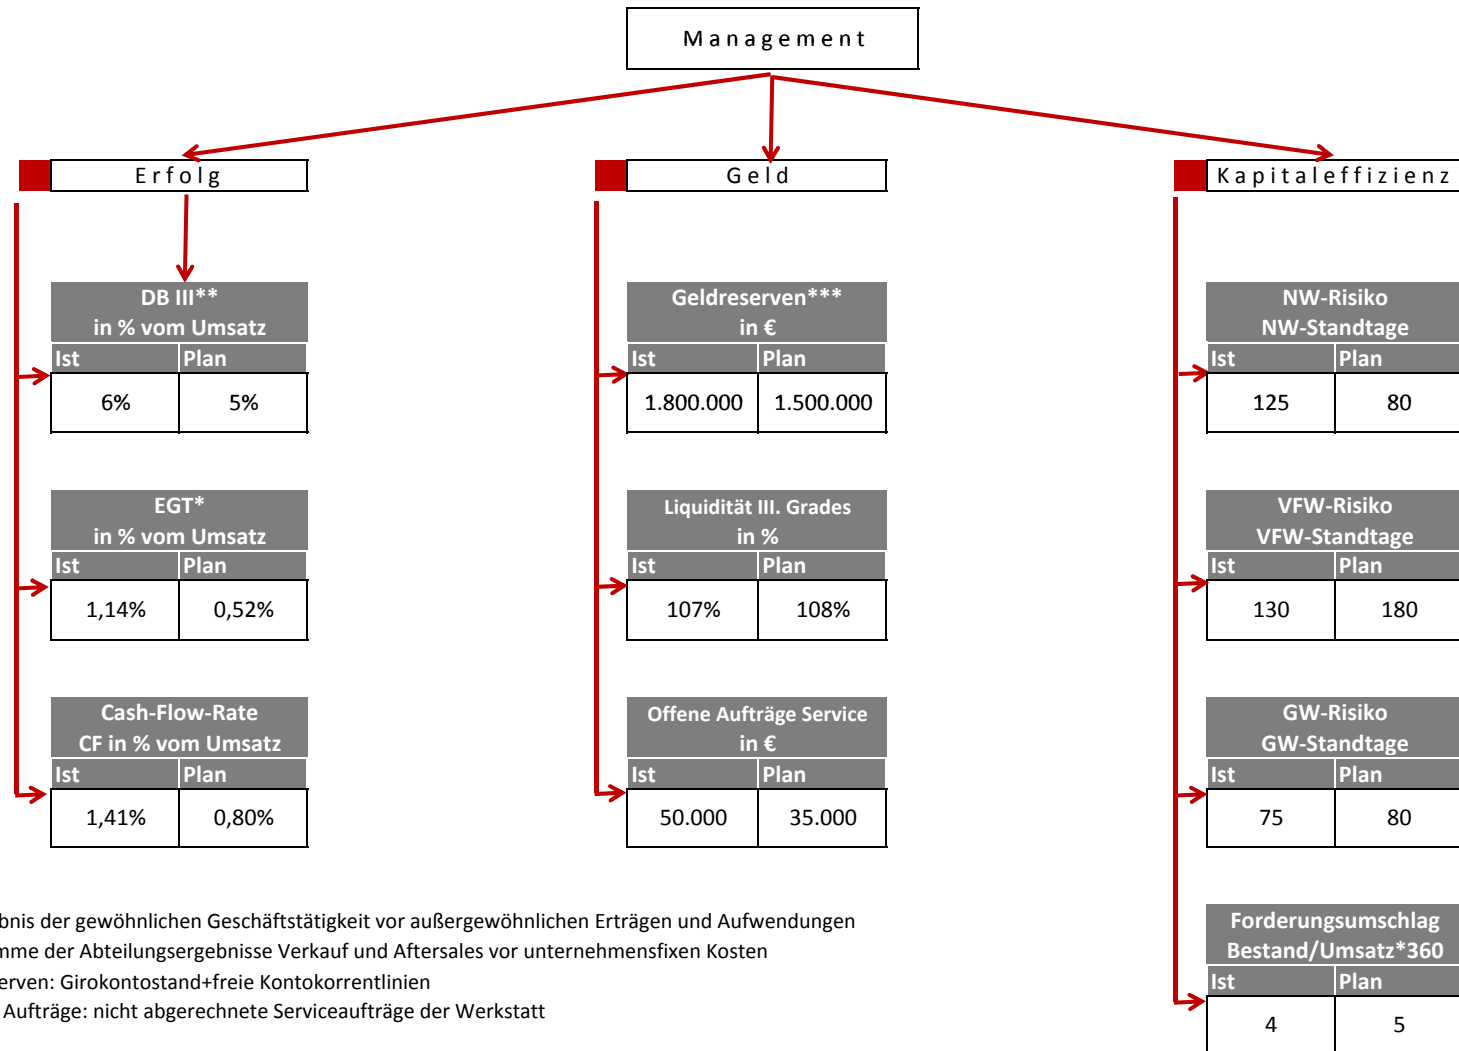 Management
Erfolg
Geld
Kapitaleffizienz
DB III**
in % vom Umsatz
Ist Plan
6% 5%
Geldreserven***
in €
Ist Plan
1.800.000 1.500.000
NW-Risiko
NW-Standtage
Ist Plan
125 80
EGT*
in % vom Umsatz
Ist Plan
1,14% 0,52%
Liquidität III. Grades
in %
Ist Plan
107% 108%
VFW-Risiko
VFW-Standtage
Ist Plan
130 180
Cash-Flow-Rate
CF in % vom Umsatz
Ist Plan
1,41% 0,80%
Offene Aufträge Service
in €
Ist Plan
50.000 35.000
GW-Risiko
GW-Standtage
Ist Plan
75 80
Forderungsumschlag
Bestand/Umsatz*360
Ist Plan
4 5
bnis der gewöhnlichen Geschäftstätigkeit vor außergewöhnlichen Erträgen und Aufwendungen
mme der Abteilungsergebnisse Verkauf und Aftersales vor unternehmensfixen Kosten
erven: Girokontostand+freie Kontokorrentlinien
Aufträge: nicht abgerechnete Serviceaufträge der Werkstatt